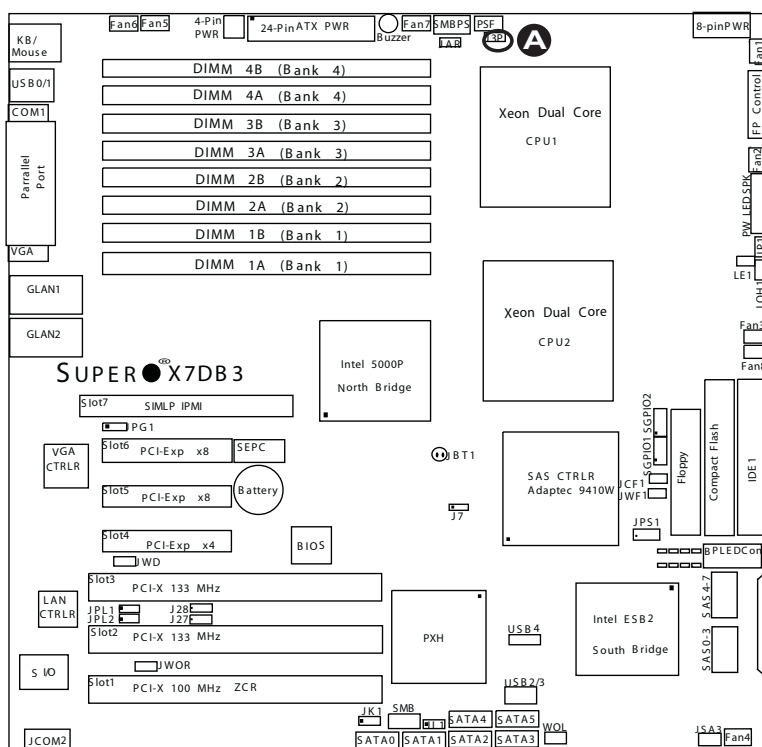 Fan6
Fan5
4-Pin
PWR
24-Pin ATX PWR
Buzzer
Fan7
SMBPS
PSF
JAR
J3P
A
8-pinPWR
KB/
Mouse
USB0/1
COM1
Parrallel
Port
VGA
GLAN1
GLAN2
DIMM 4B (Bank 4)
DIMM 4A (Bank 4)
DIMM 3B (Bank 3)
DIMM 3A (Bank 3)
DIMM 2B (Bank 2)
DIMM 2A (Bank 2)
DIMM 1B (Bank 1)
DIMM 1A (Bank 1)
Xeon Dual Core
CPU1
Xeon Dual Core
CPU2
Fan1
FP Control
Fan2
PW LED SPK
JP1
LE1
JOH1
Fan3
Fan8
Intel 5000P
North Bridge
SUPER ® X7DB3
Slot7
SIMLP IPMI
JPG1
VGA
CTRLR
Slot6
PCI-Exp x8
SEPC
Slot5
PCI-Exp x8
Battery
Slot4
PCI-Exp x4
JWD
BIOS
JBT1
J7
SAS CTRLR
Adaptec 9410W
SGPIO1 SGPIO2
JCF1
JWF1
JPS1
Floppy
Compact Flash
IDE1
BPLEDCon
Slot3
PCI-X 133 MHz
LAN
CTRLR
JPL1
JPL2
J28
J27
Slot2
PCI-X 133 MHz
JWOR
S I/O
Slot1
PCI-X 100 MHz ZCR
PXH
USB4
USB2/3
Intel ESB2
South Bridge
SAS4-7
SAS0-3
JCOM2
JK1
SMB
JL1
SATA4
SATA5
SATA0
SATA1
SATA2
SATA3
WOL
JSA3
Fan4